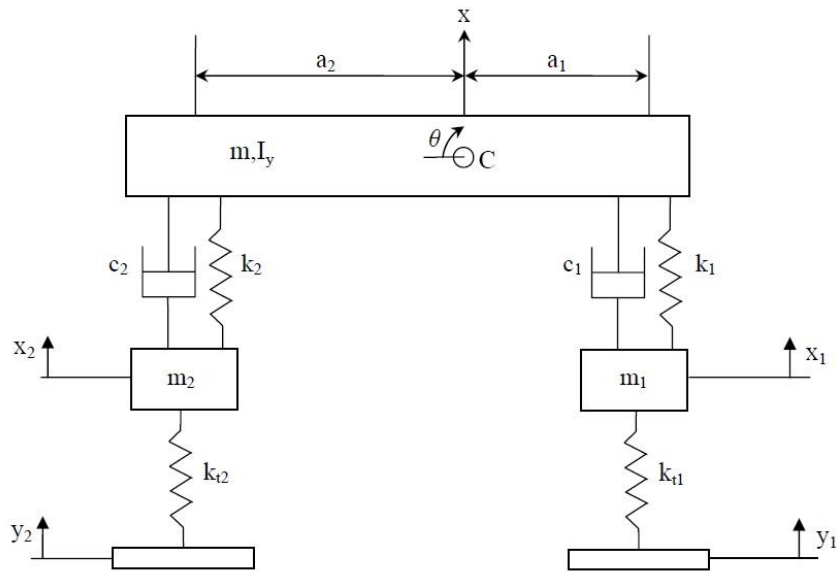 x
a₂
a₁
θ
m,I_y
C
c₂
k₂
c₁
k₁
x₂
m₂
m₁
x₁
k_t2
k_t1
y₂
y₁